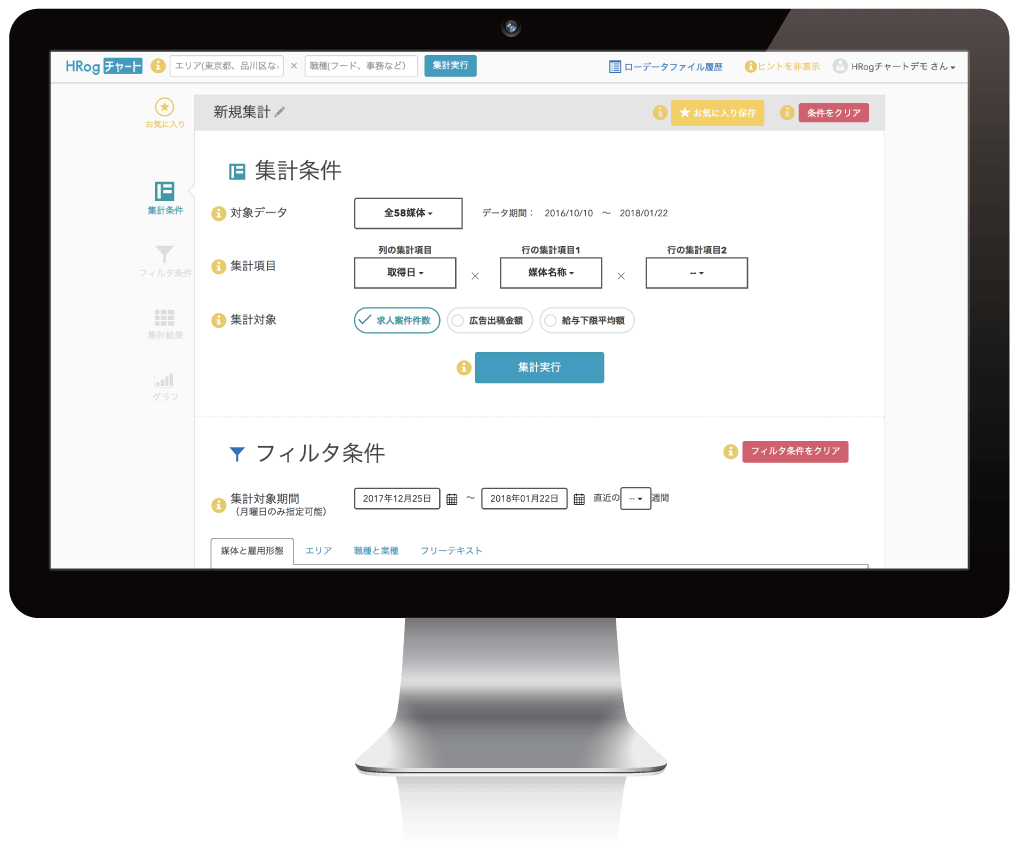 HRog チャート
エリア(東京都、品川区な、
×
職種(フード、事務など)
集計実行
ローデータファイル履歴
ヒントを非表示
HRogチャートデモ さん
お気に入り
新規集計
お気に入り保存
条件をクリア
集計条件
集計条件
フィルタ条件
集計結果
グラフ
対象データ
全58媒体
データ期間: 2016/10/10 〜 2018/01/22
列の集計項目
行の集計項目1
行の集計項目2
集計項目
取得日
×
媒体名称
×
--
集計対象
求人案件件数
広告出稿金額
給与下限平均額
集計実行
フィルタ条件
フィルタ条件をクリア
集計対象期間
(月曜日のみ指定可能)
2017年12月25日
〜
2018年01月22日
直近の
--
週間
媒体と雇用形態
エリア
職種と業種
フリーテキスト